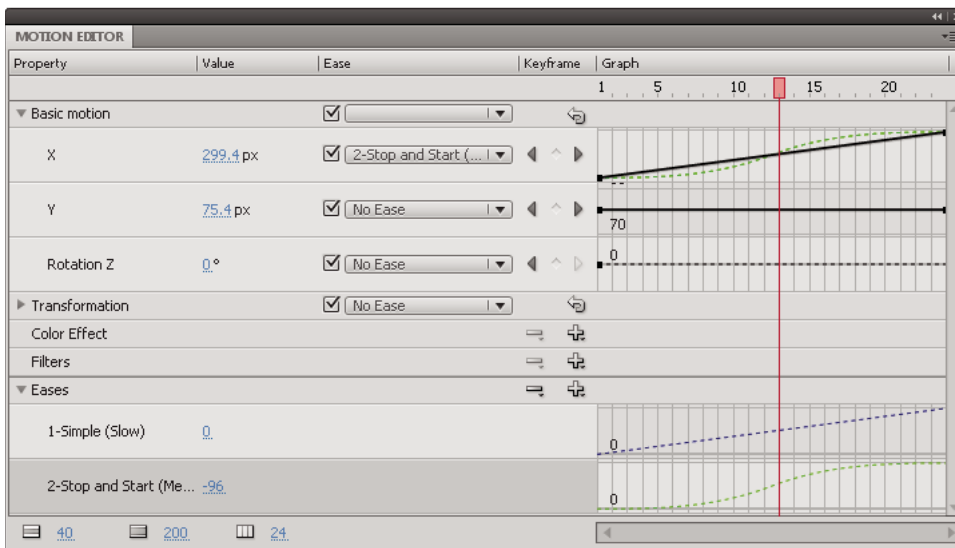 MOTION EDITOR
Property Value Ease Keyframe Graph
1 5 10 15 20
Basic motion
X 299.4 px 2-Stop and Start (...
Y 75.4 px No Ease
70
Rotation Z 0 ° No Ease
0
Transformation No Ease
Color Effect
Filters
Eases
1-Simple (Slow) 0
0
2-Stop and Start (Me... -96
0
40 200 24